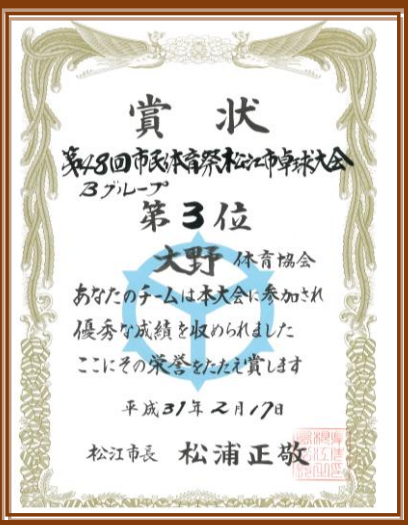 賞状
第48回市民体育祭松江市卓球大会
Bグループ
第3位
大野 体育協会
あなたのチームは本大会に参加され
優秀な成績を収められました
ここにその栄誉をたたえ賞します
平成31年2月17日
松江市長 松浦正敬